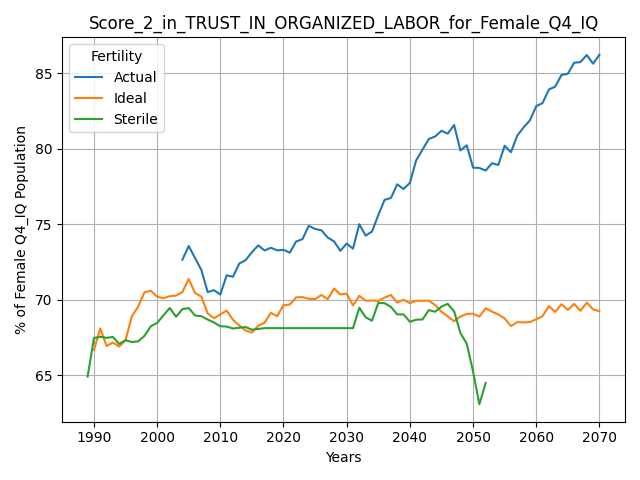 Score_2_in_TRUST_IN_ORGANIZED_LABOR_for_Female_Q4_IQ
Fertility
Actual
Ideal
Sterile
% of Female Q4_IQ Population
85
80
75
70
65
1990 2000 2010 2020 2030 2040 2050 2060 2070
Years